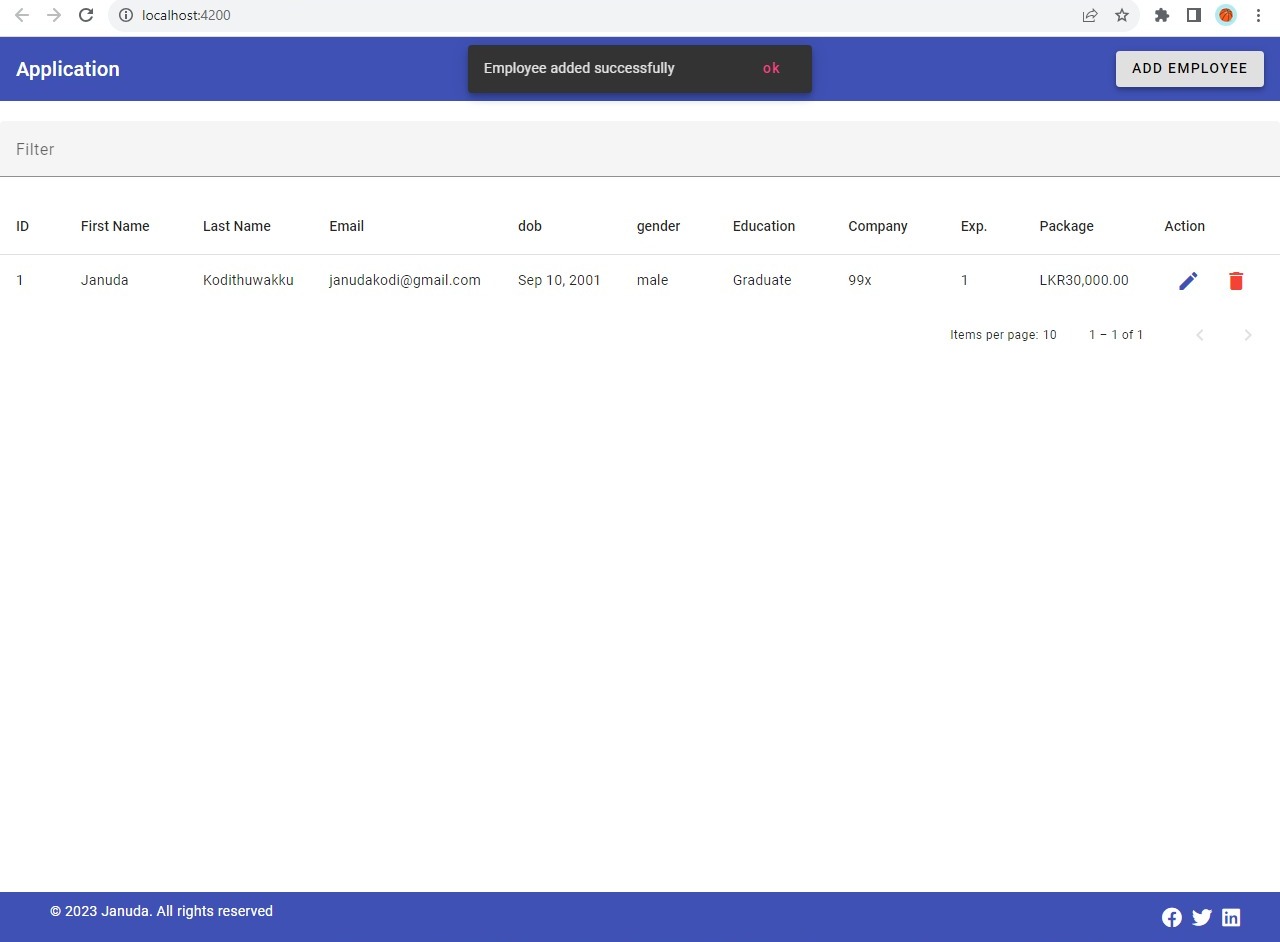 localhost:4200
Application
Employee added successfully ok
ADD EMPLOYEE
Filter
ID First Name Last Name Email dob gender Education Company Exp. Package Action
1 Januda Kodithuwakku janudakodi@gmail.com Sep 10, 2001 male Graduate 99x 1 LKR30,000.00
Items per page: 10 1 – 1 of 1
© 2023 Januda. All rights reserved